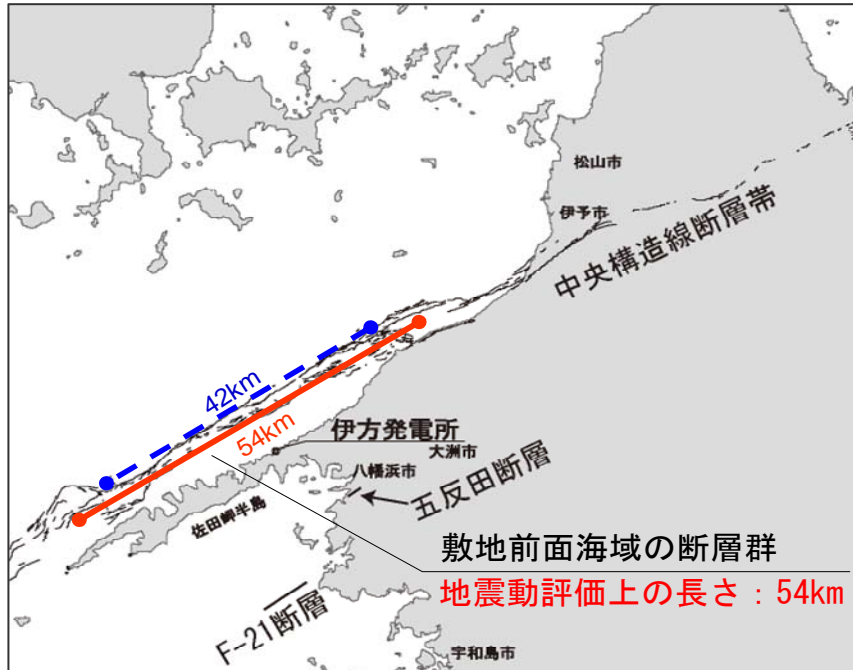 松山市
伊予市
中央構造線断層帯
42km
54km
伊方発電所
大洲市
八幡浜市
五反田断層
佐田岬半島
敷地前面海域の断層群
地震動評価上の長さ：54km
F-21断層
宇和島市